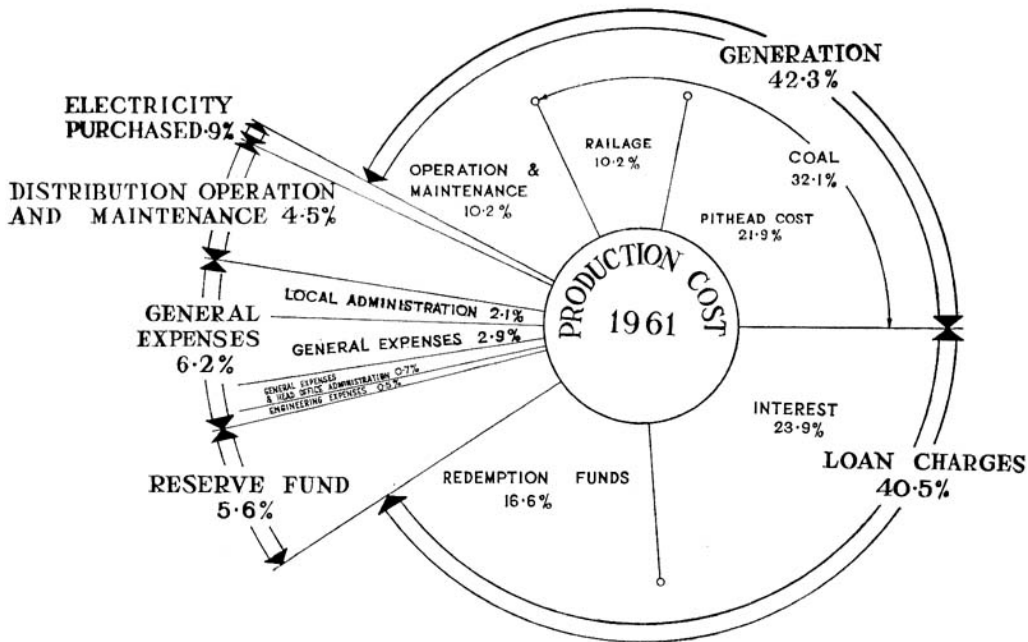 GENERATION
42·3%
ELECTRICITY
PURCHASED·9%
DISTRIBUTION OPERATION
AND MAINTENANCE 4·5%
OPERATION &
MAINTENANCE
10·2%
RAILAGE
10·2%
COAL
32·1%
PITHEAD COST
21·9%
PRODUCTION COST
1961
LOCAL ADMINISTRATION 2·1%
GENERAL
EXPENSES
6·2%
GENERAL EXPENSES 2·9%
GENERAL EXPENSES
& HEAD OFFICE ADMINISTRATION 0·7%
ENGINEERING EXPENSES 0·5%
INTEREST
23·9%
LOAN CHARGES
40·5%
REDEMPTION FUNDS
16·6%
RESERVE FUND
5·6%